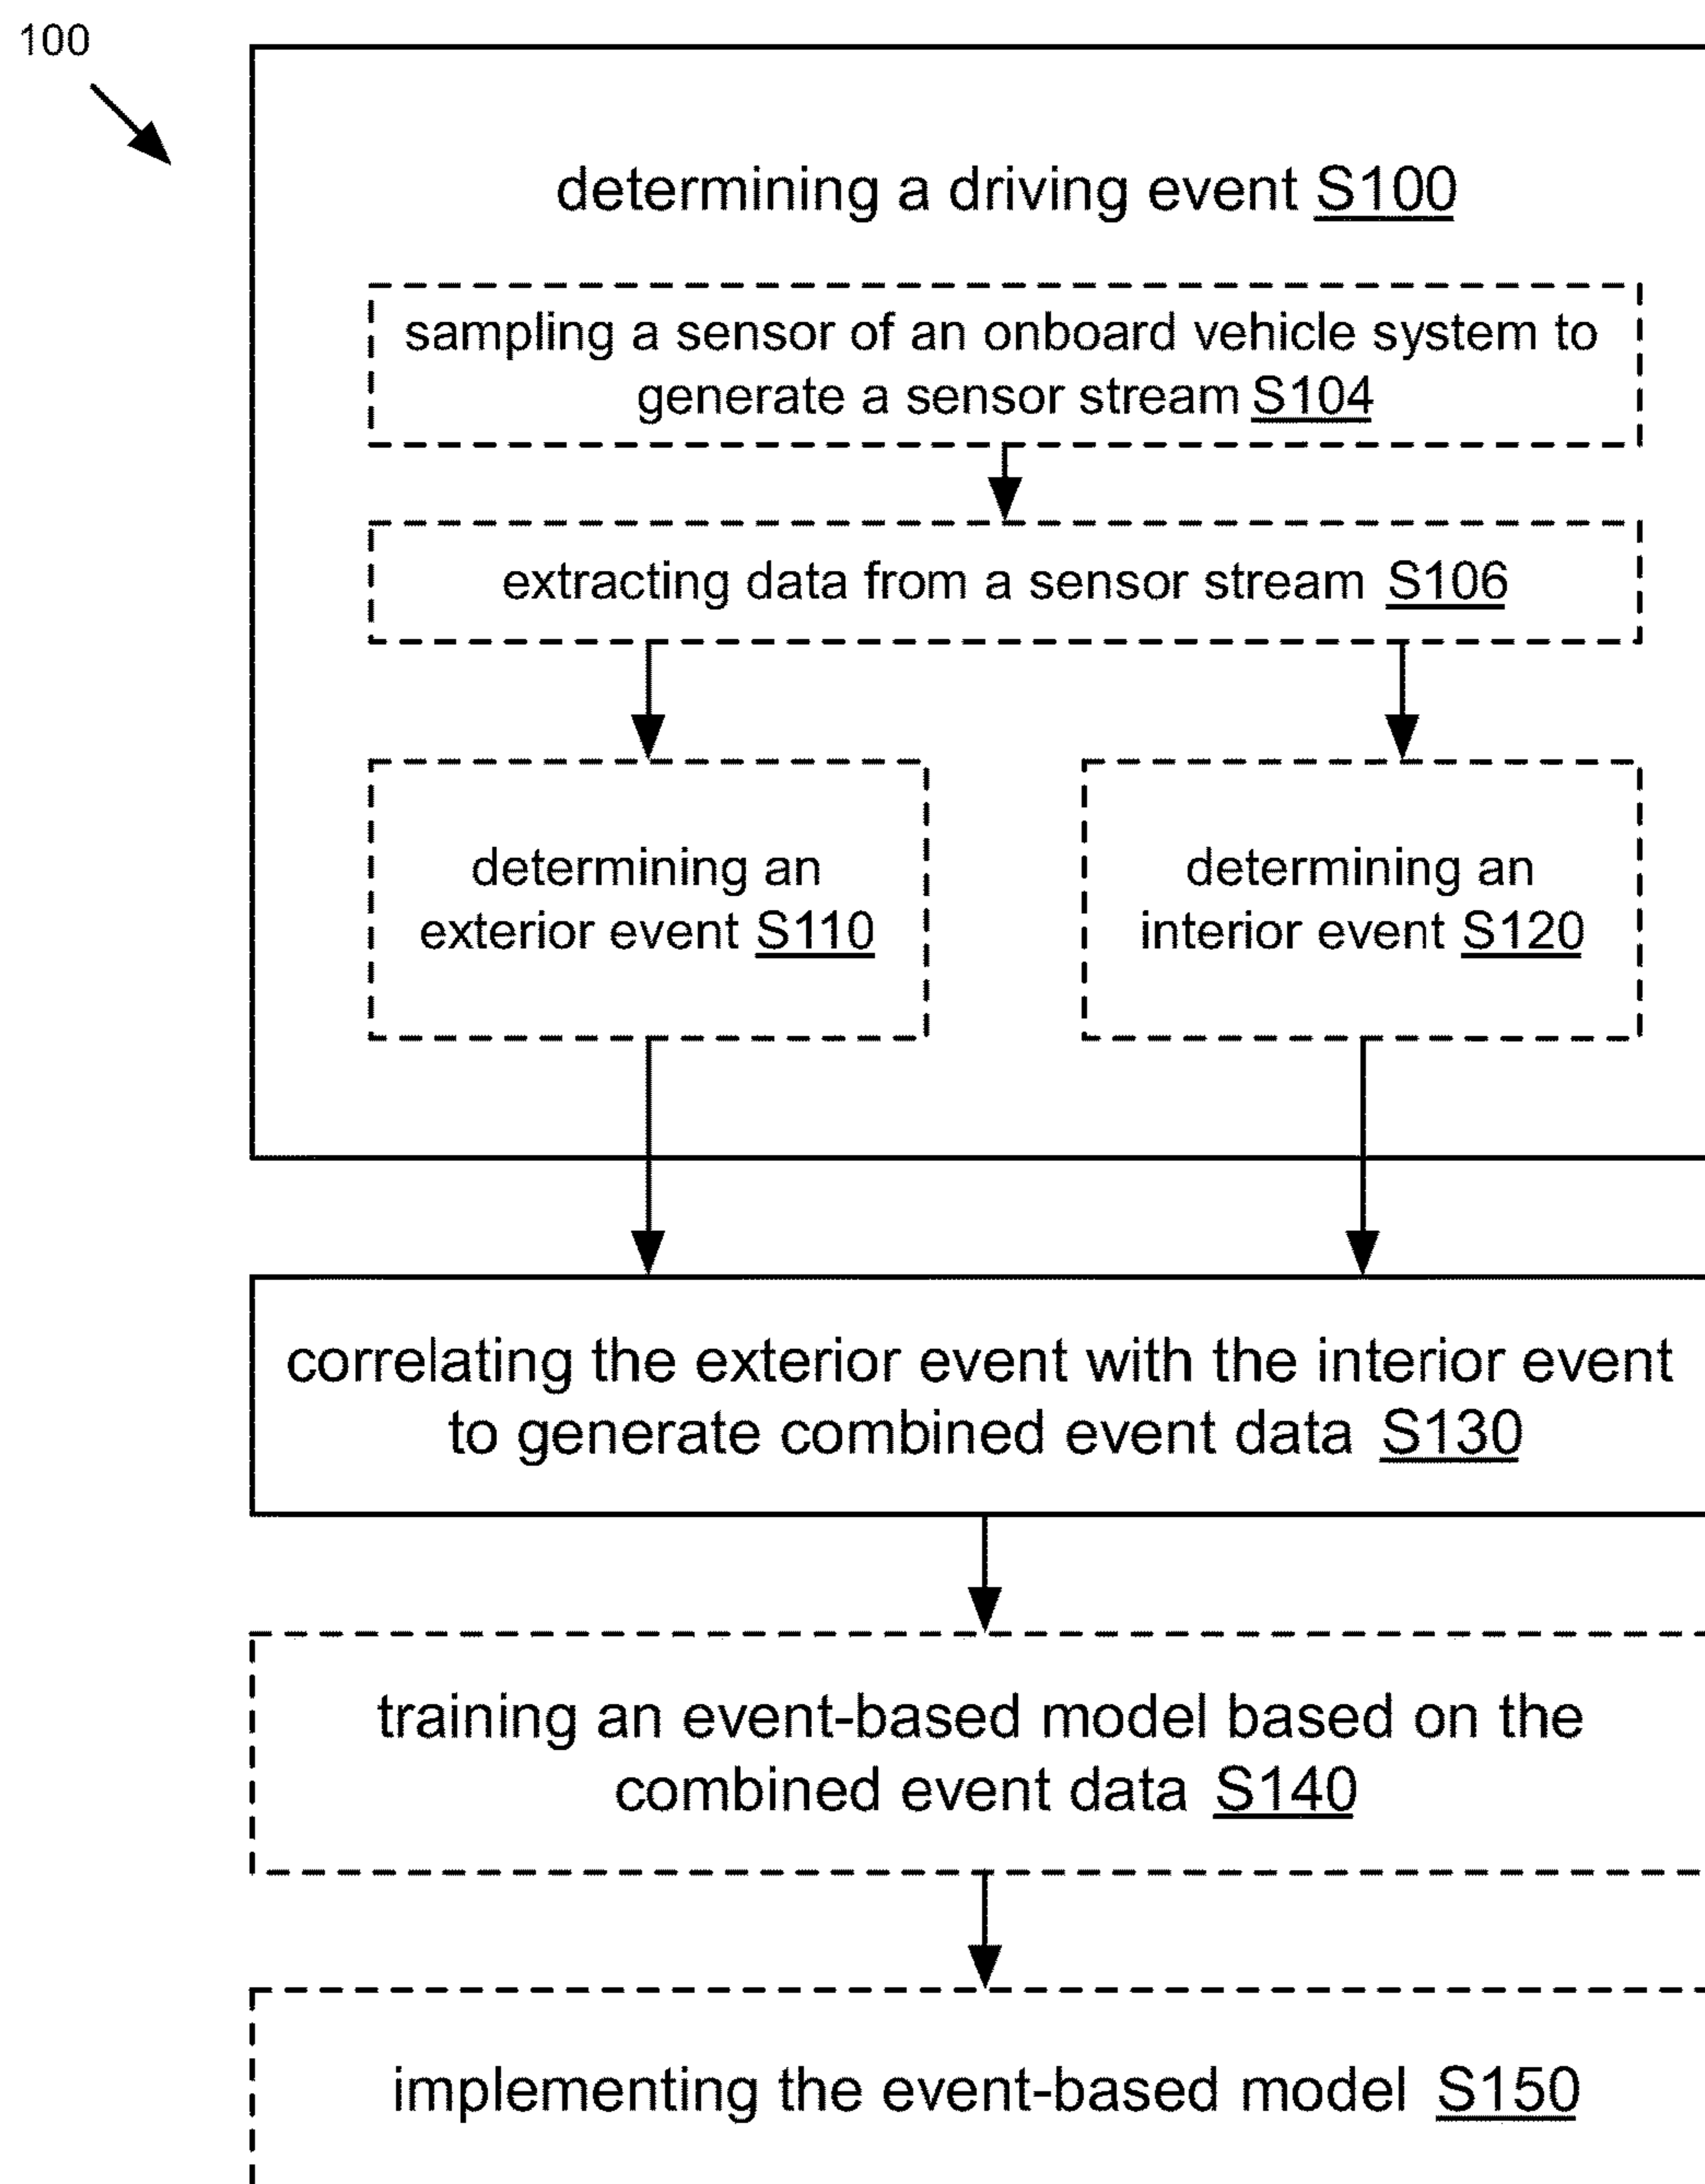 100
determining a driving event S100
sampling a sensor of an onboard vehicle system to
generate a sensor stream S104
extracting data from a sensor stream S106
determining an
exterior event S110
determining an
interior event S120
correlating the exterior event with the interior event
to generate combined event data S130
training an event-based model based on the
combined event data S140
implementing the event-based model S150